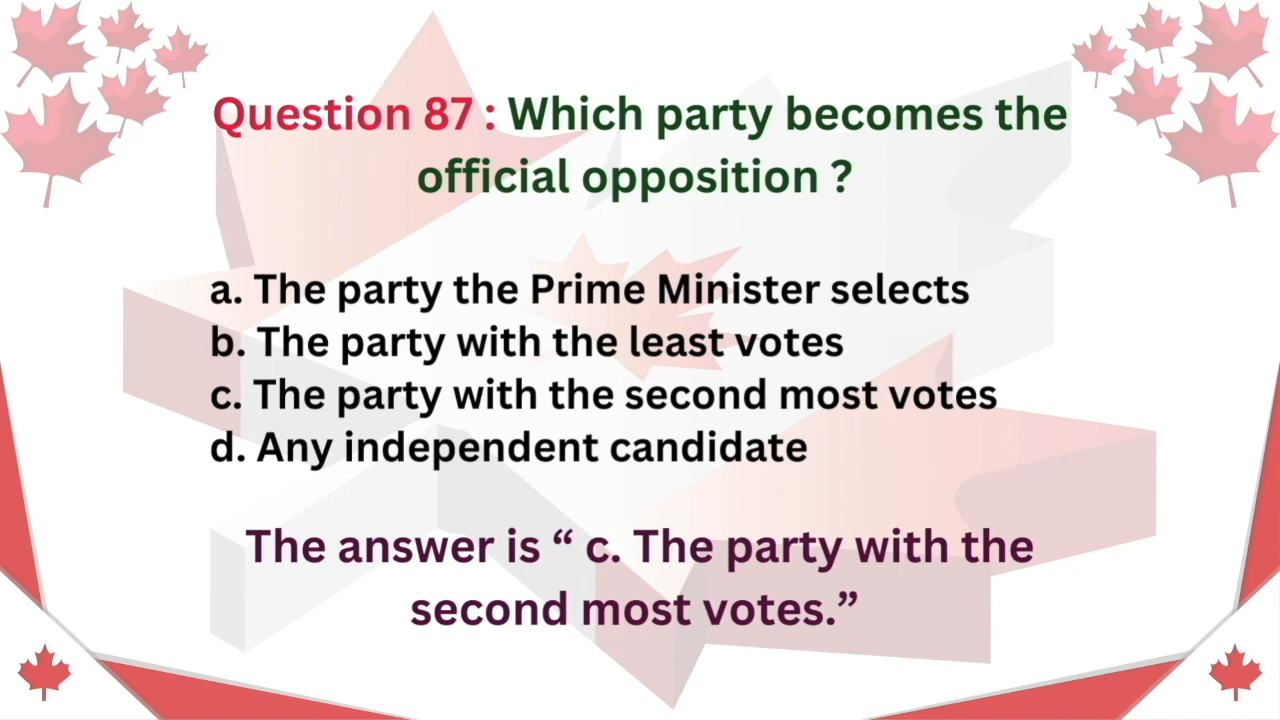 Question 87 : Which party becomes the
official opposition ?
a. The party the Prime Minister selects
b. The party with the least votes
c. The party with the second most votes
d. Any independent candidate
The answer is “ c. The party with the
second most votes.”